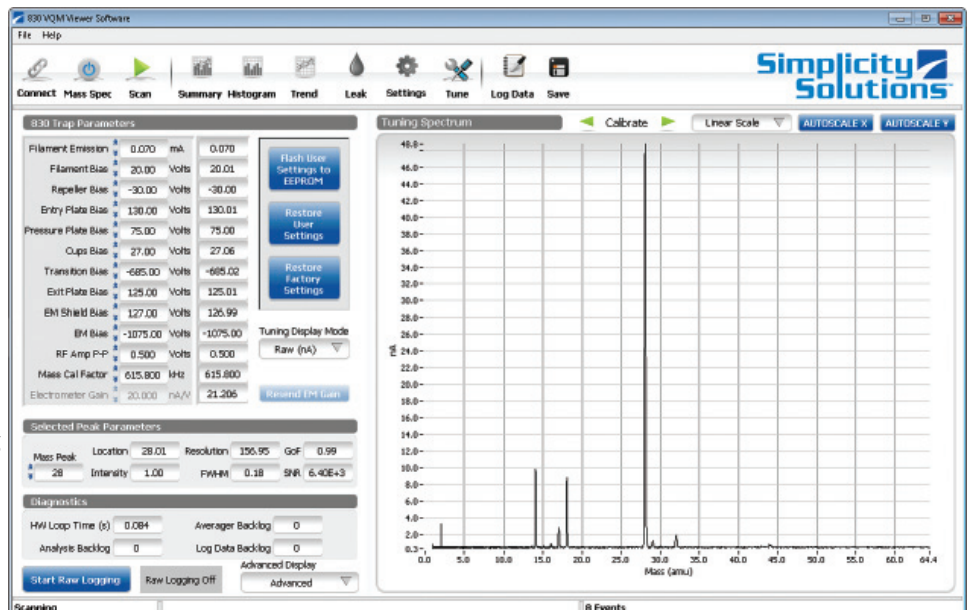 830 VQM Viewer Software
File Help
Connect Mass Spec Scan Summary Histogram Trend Leak Settings Tune Log Data Save
Simplicity
Solutions
830 Trap Parameters
Filament Emission 0.070 mA 0.070
Filament Bias 20.00 Volts 20.01
Repeller Bias -30.00 Volts -30.00
Entry Plate Bias 130.00 Volts 130.01
Pressure Plate Bias 75.00 Volts 75.00
Cups Bias 27.00 Volts 27.06
Transition Bias -685.00 Volts -685.02
Exit Plate Bias 125.00 Volts 125.01
EM Shield Bias 127.00 Volts 126.99
EM Bias -1075.00 Volts -1075.00
RF Amp P-P 0.500 Volts 0.500
Mass Cal Factor 615.800 kHz 615.800
Electrometer Gain 20.000 nA/V 21.206
Flash User
Settings to
EEPROM
Restore
User
Settings
Restore
Factory
Settings
Tuning Display Mode
Raw (nA)
Resend EM Gain
Selected Peak Parameters
Mass Peak Location 28.01 Resolution 156.95 GoF 0.99
28 Intensity 1.00 FWHM 0.18 SNR 6.40E+3
Diagnostics
HW Loop Time (s) 0.084 Averager Backlog 0
Analysis Backlog 0 Log Data Backlog 0
Advanced Display
Start Raw Logging Raw Logging Off Advanced
Tuning Spectrum Calibrate Linear Scale AUTOSCALE X AUTOSCALE Y
48.8
46.0
44.0
42.0
40.0
38.0
36.0
34.0
32.0
30.0
28.0
26.0
nA 24.0
22.0
20.0
18.0
16.0
14.0
12.0
10.0
8.0
6.0
4.0
2.0
0.3
0.0 5.0 10.0 15.0 20.0 25.0 30.0 35.0 40.0 45.0 50.0 55.0 60.0 64.4
Mass (amu)
Scanning 8 Events